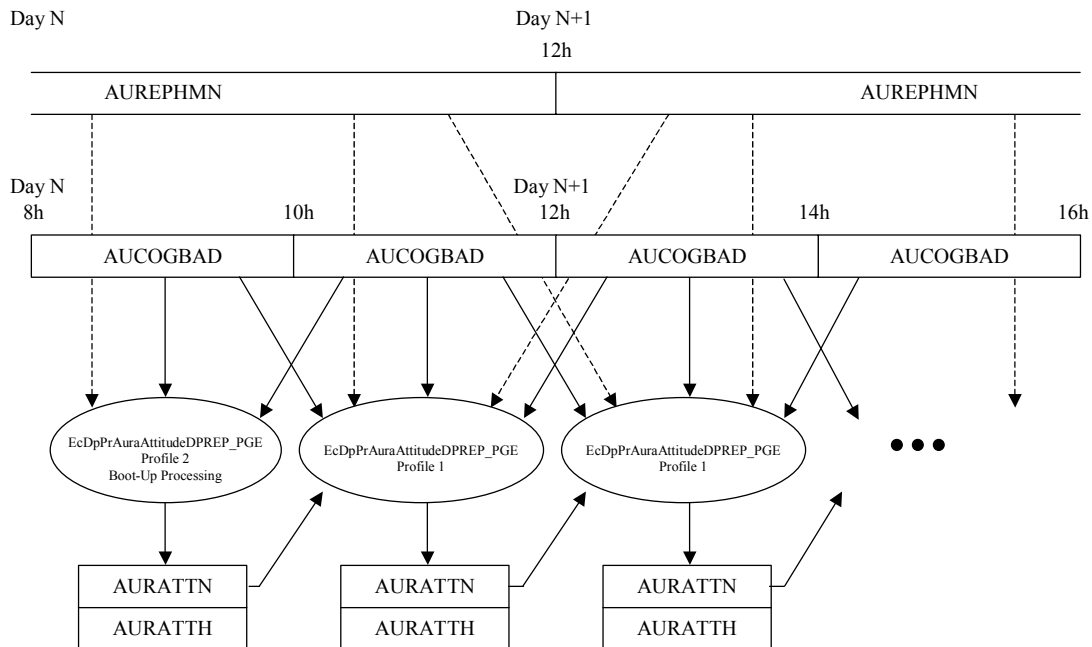 Day N
Day N+1
12h
AUREPHMN
AUREPHMN
Day N
Day N+1
8h
10h
12h
14h
16h
AUCOGBAD
AUCOGBAD
AUCOGBAD
AUCOGBAD
EcDpPrAuraAttitudeDPREP_PGE
Profile 2
Boot-Up Processing
EcDpPrAuraAttitudeDPREP_PGE
Profile 1
EcDpPrAuraAttitudeDPREP_PGE
Profile 1
AURATTN
AURATTH
AURATTN
AURATTH
AURATTN
AURATTH